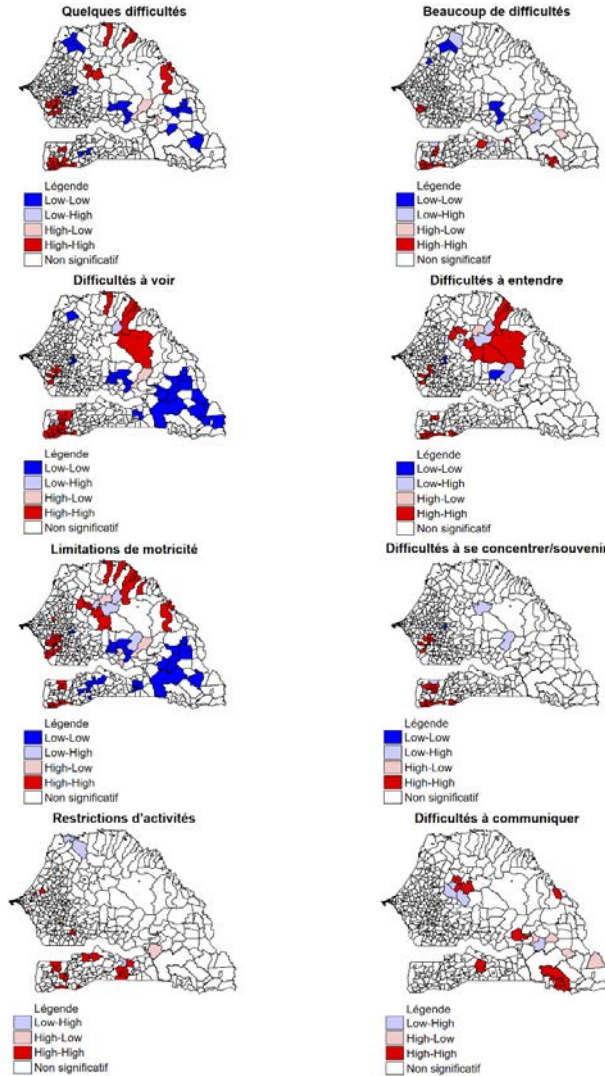 Quelques difficultés
Légende
Low-Low
Low-High
High-Low
High-High
Non significatif
Beaucoup de difficultés
Légende
Low-Low
Low-High
High-Low
High-High
Non significatif
Difficultés à voir
Légende
Low-Low
Low-High
High-Low
High-High
Non significatif
Difficultés à entendre
Légende
Low-Low
Low-High
High-Low
High-High
Non significatif
Limitations de motricité
Légende
Low-Low
Low-High
High-Low
High-High
Non significatif
Difficultés à se concentrer/souvenir
Légende
Low-Low
Low-High
High-Low
High-High
Non significatif
Restrictions d'activités
Légende
Low-High
High-Low
High-High
Non significatif
Difficultés à communiquer
Légende
Low-High
High-Low
High-High
Non significatif